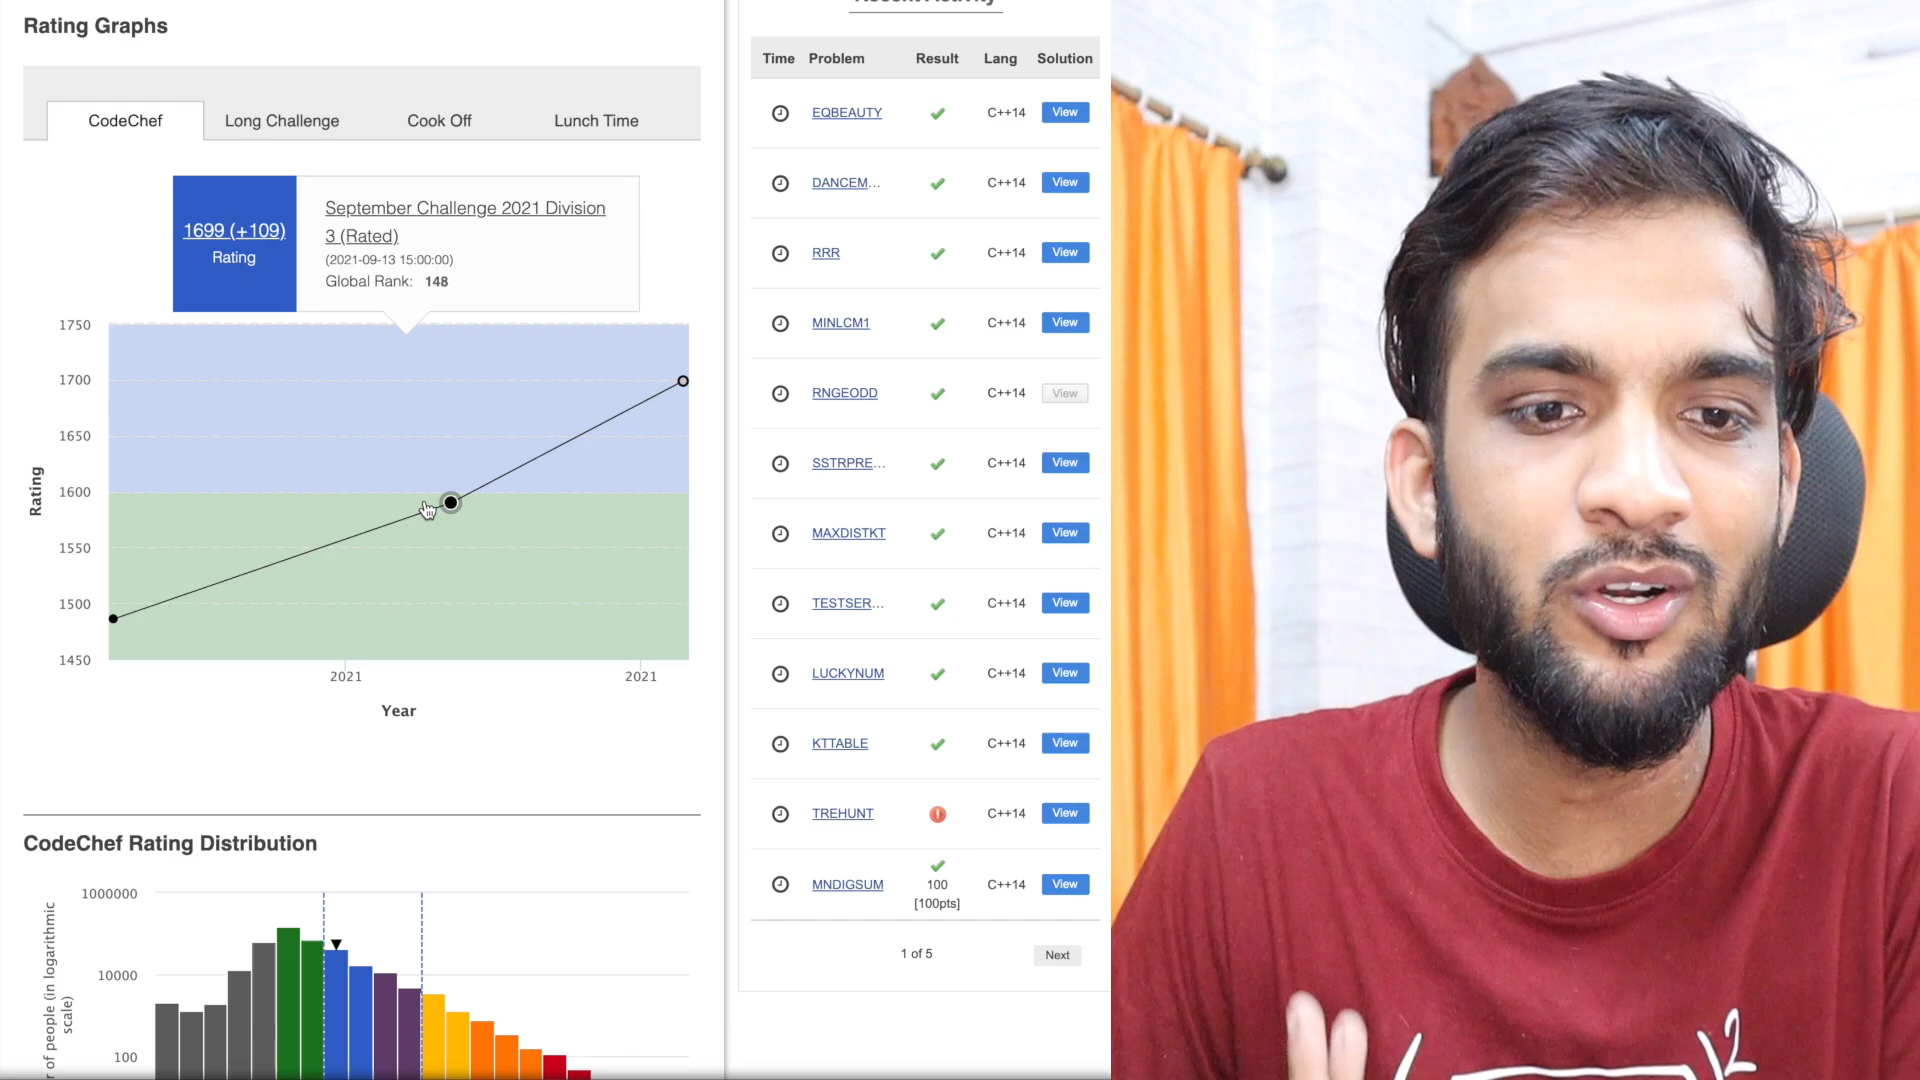 Rating Graphs
CodeChef
Long Challenge
Cook Off
Lunch Time
1699 (+109)
Rating
September Challenge 2021 Division
3 (Rated)
(2021-09-13 15:00:00)
Global Rank: 148
1750
1700
1650
1600
1550
1500
1450
Rating
2021
2021
Year
CodeChef Rating Distribution
1000000
10000
100
r of people (in logarithmic
scale)
Recent Activity
Time Problem Result Lang Solution
EQBEAUTY C++14 View
DANCEM... C++14 View
RRR C++14 View
MINLCM1 C++14 View
RNGEODD C++14 View
SSTRPRE... C++14 View
MAXDISTKT C++14 View
TESTSER... C++14 View
LUCKYNUM C++14 View
KTTABLE C++14 View
TREHUNT C++14 View
MNDIGSUM 100 C++14 View
[100pts]
1 of 5
Next
2